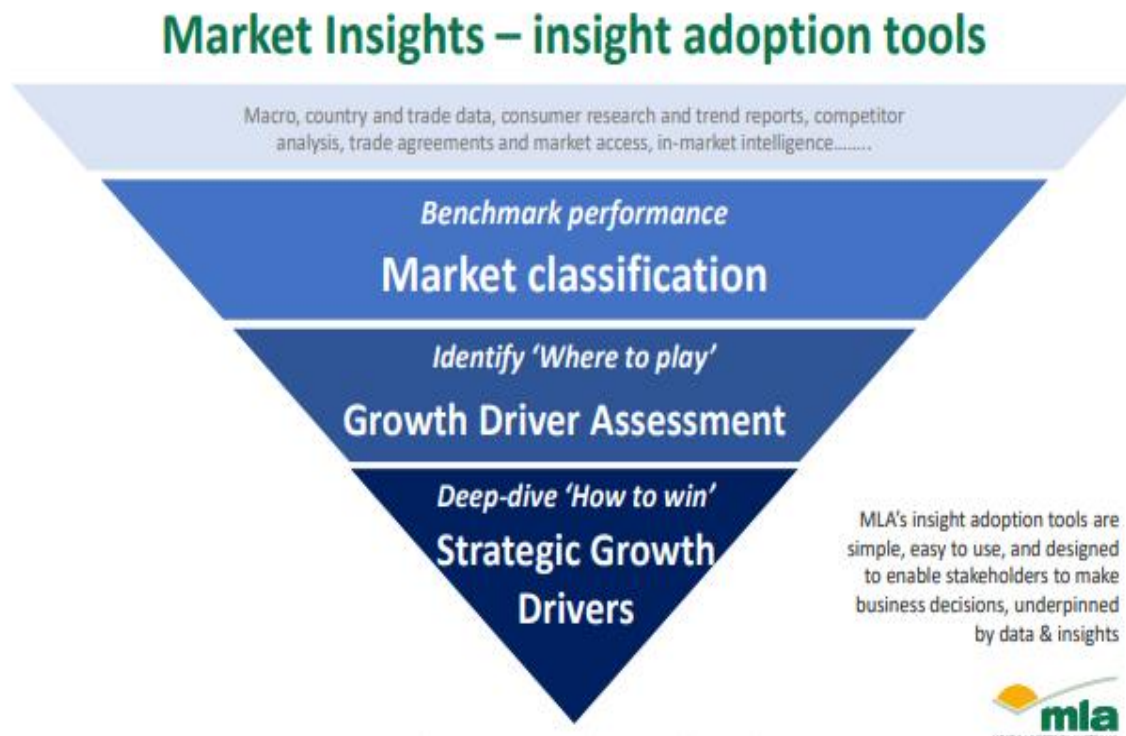 Market Insights – insight adoption tools
Macro, country and trade data, consumer research and trend reports, competitor
analysis, trade agreements and market access, in-market intelligence……..
Benchmark performance
Market classification
Identify ‘Where to play’
Growth Driver Assessment
Deep-dive ‘How to win’
Strategic Growth
Drivers
MLA’s insight adoption tools are
simple, easy to use, and designed
to enable stakeholders to make
business decisions, underpinned
by data & insights
mla